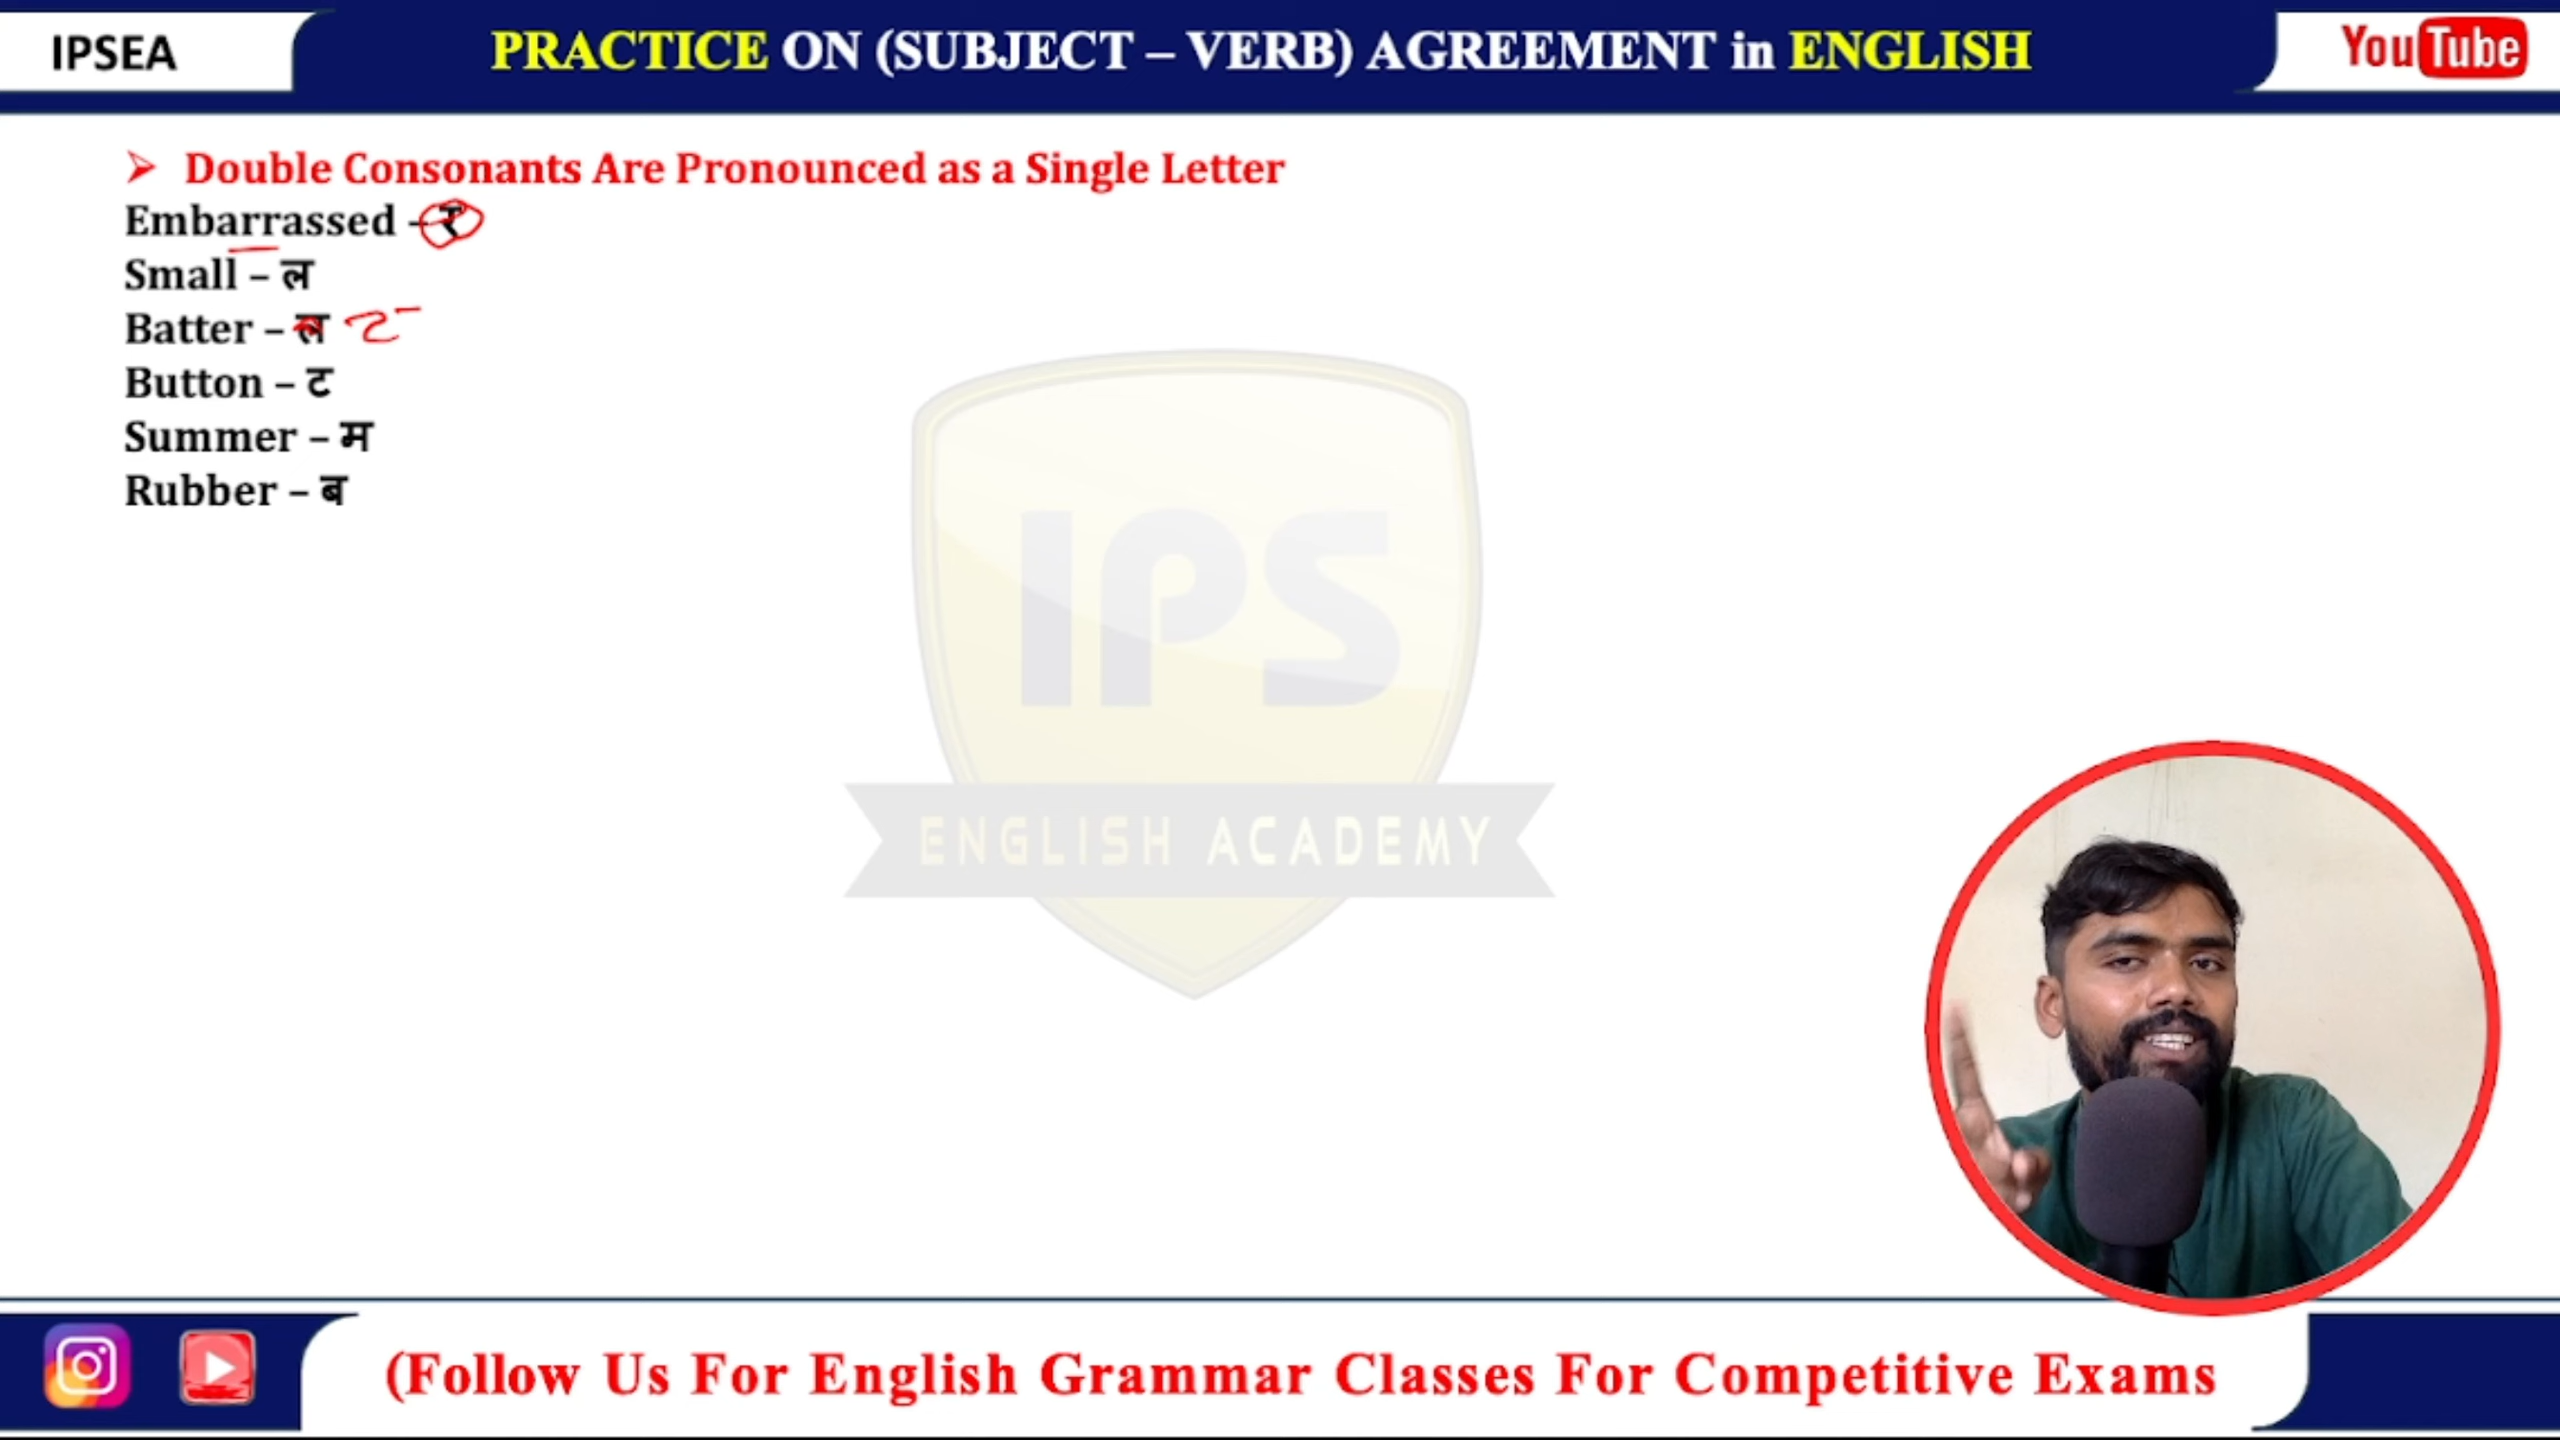 IPSEA
PRACTICE ON (SUBJECT – VERB) AGREEMENT in ENGLISH
YouTube
➢ Double Consonants Are Pronounced as a Single Letter
Embarrassed – र
Small – ल
Batter – ल ट
Button – ट
Summer – म
Rubber – ब
IPS
ENGLISH ACADEMY
(Follow Us For English Grammar Classes For Competitive Exams